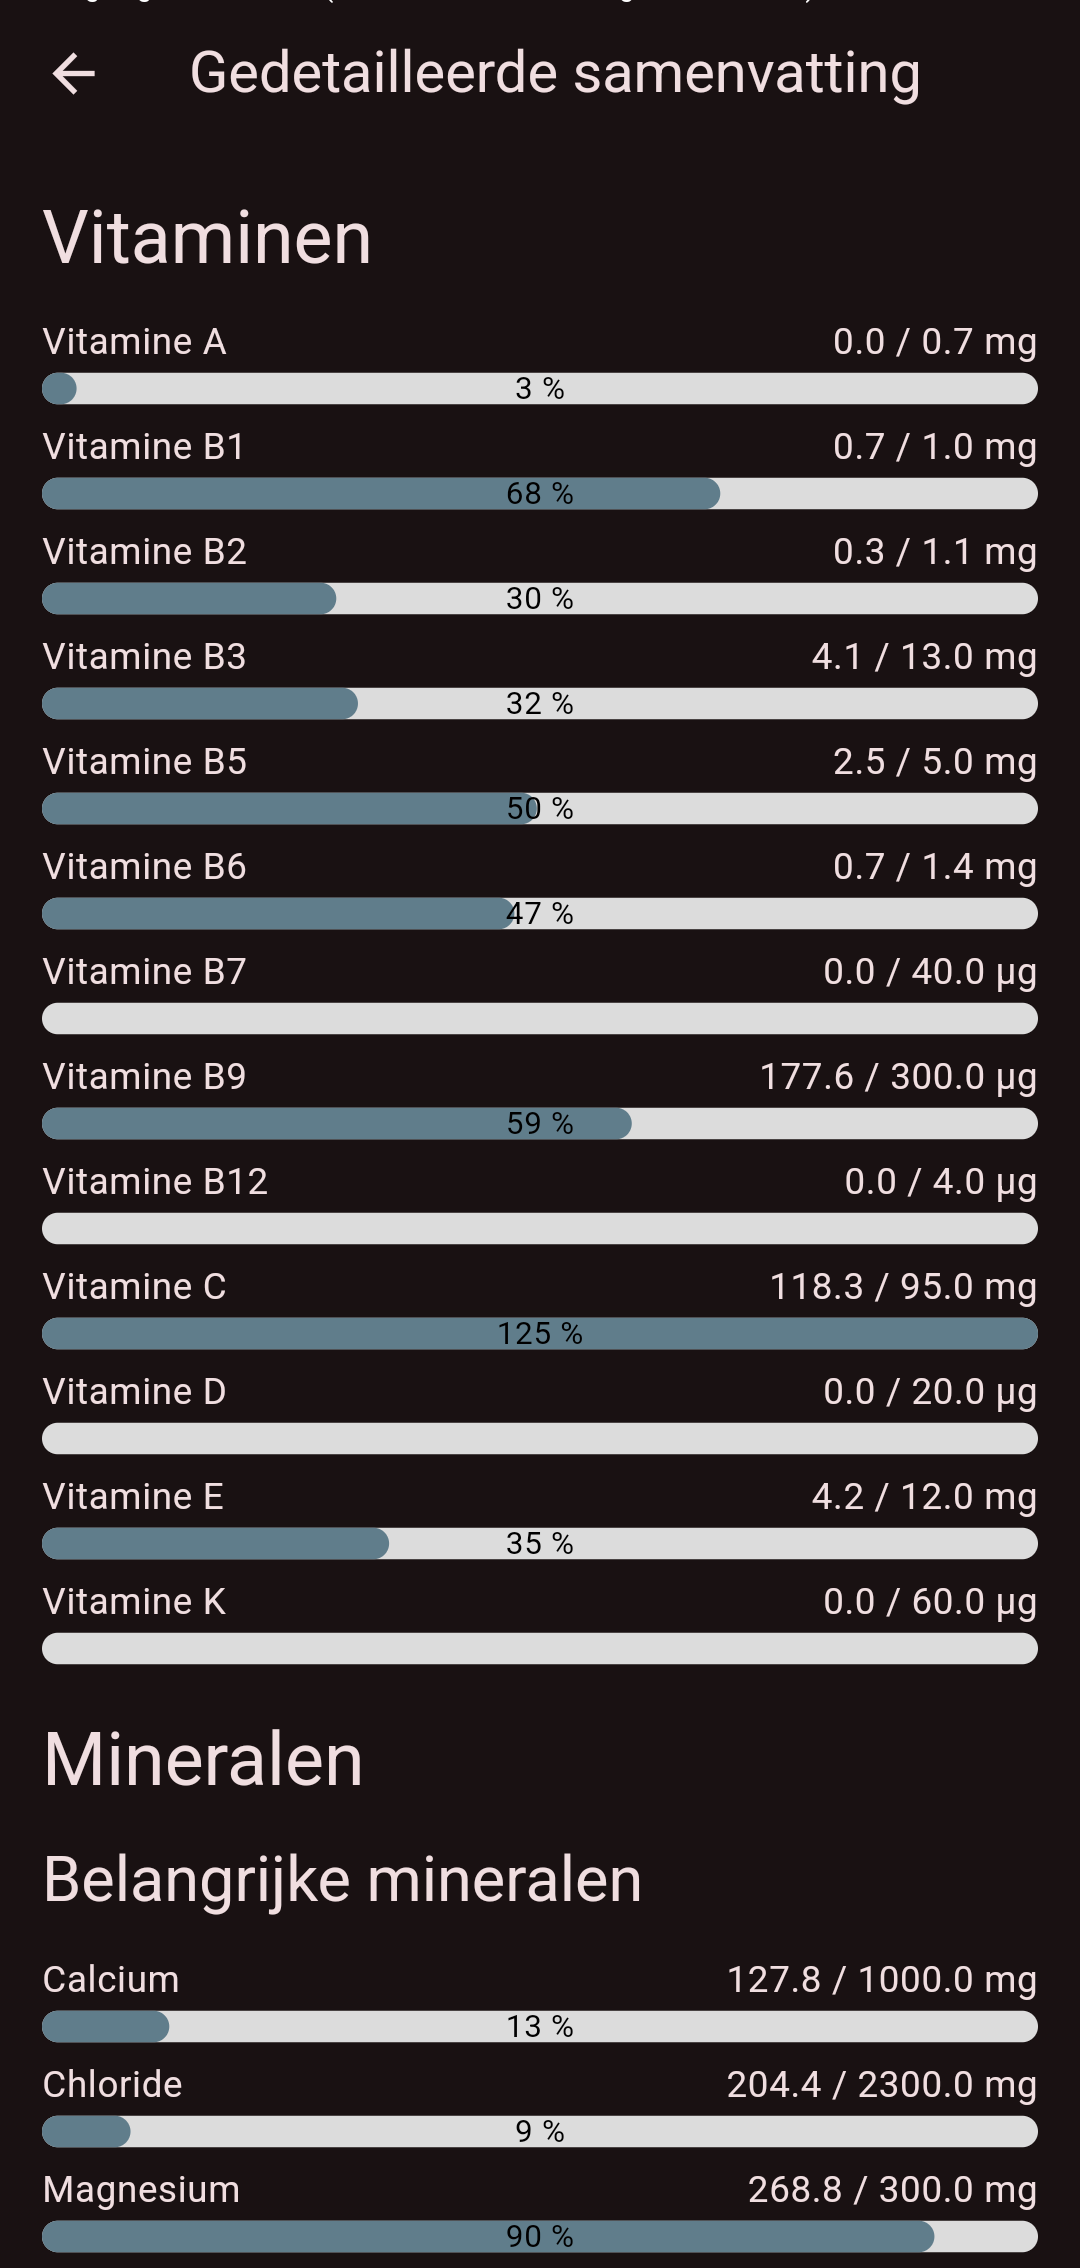 Gedetailleerde samenvatting
Vitaminen
Vitamine A 0.0 / 0.7 mg
3 %
Vitamine B1 0.7 / 1.0 mg
68 %
Vitamine B2 0.3 / 1.1 mg
30 %
Vitamine B3 4.1 / 13.0 mg
32 %
Vitamine B5 2.5 / 5.0 mg
50 %
Vitamine B6 0.7 / 1.4 mg
47 %
Vitamine B7 0.0 / 40.0 µg
Vitamine B9 177.6 / 300.0 µg
59 %
Vitamine B12 0.0 / 4.0 µg
Vitamine C 118.3 / 95.0 mg
125 %
Vitamine D 0.0 / 20.0 µg
Vitamine E 4.2 / 12.0 mg
35 %
Vitamine K 0.0 / 60.0 µg
Mineralen
Belangrijke mineralen
Calcium 127.8 / 1000.0 mg
13 %
Chloride 204.4 / 2300.0 mg
9 %
Magnesium 268.8 / 300.0 mg
90 %